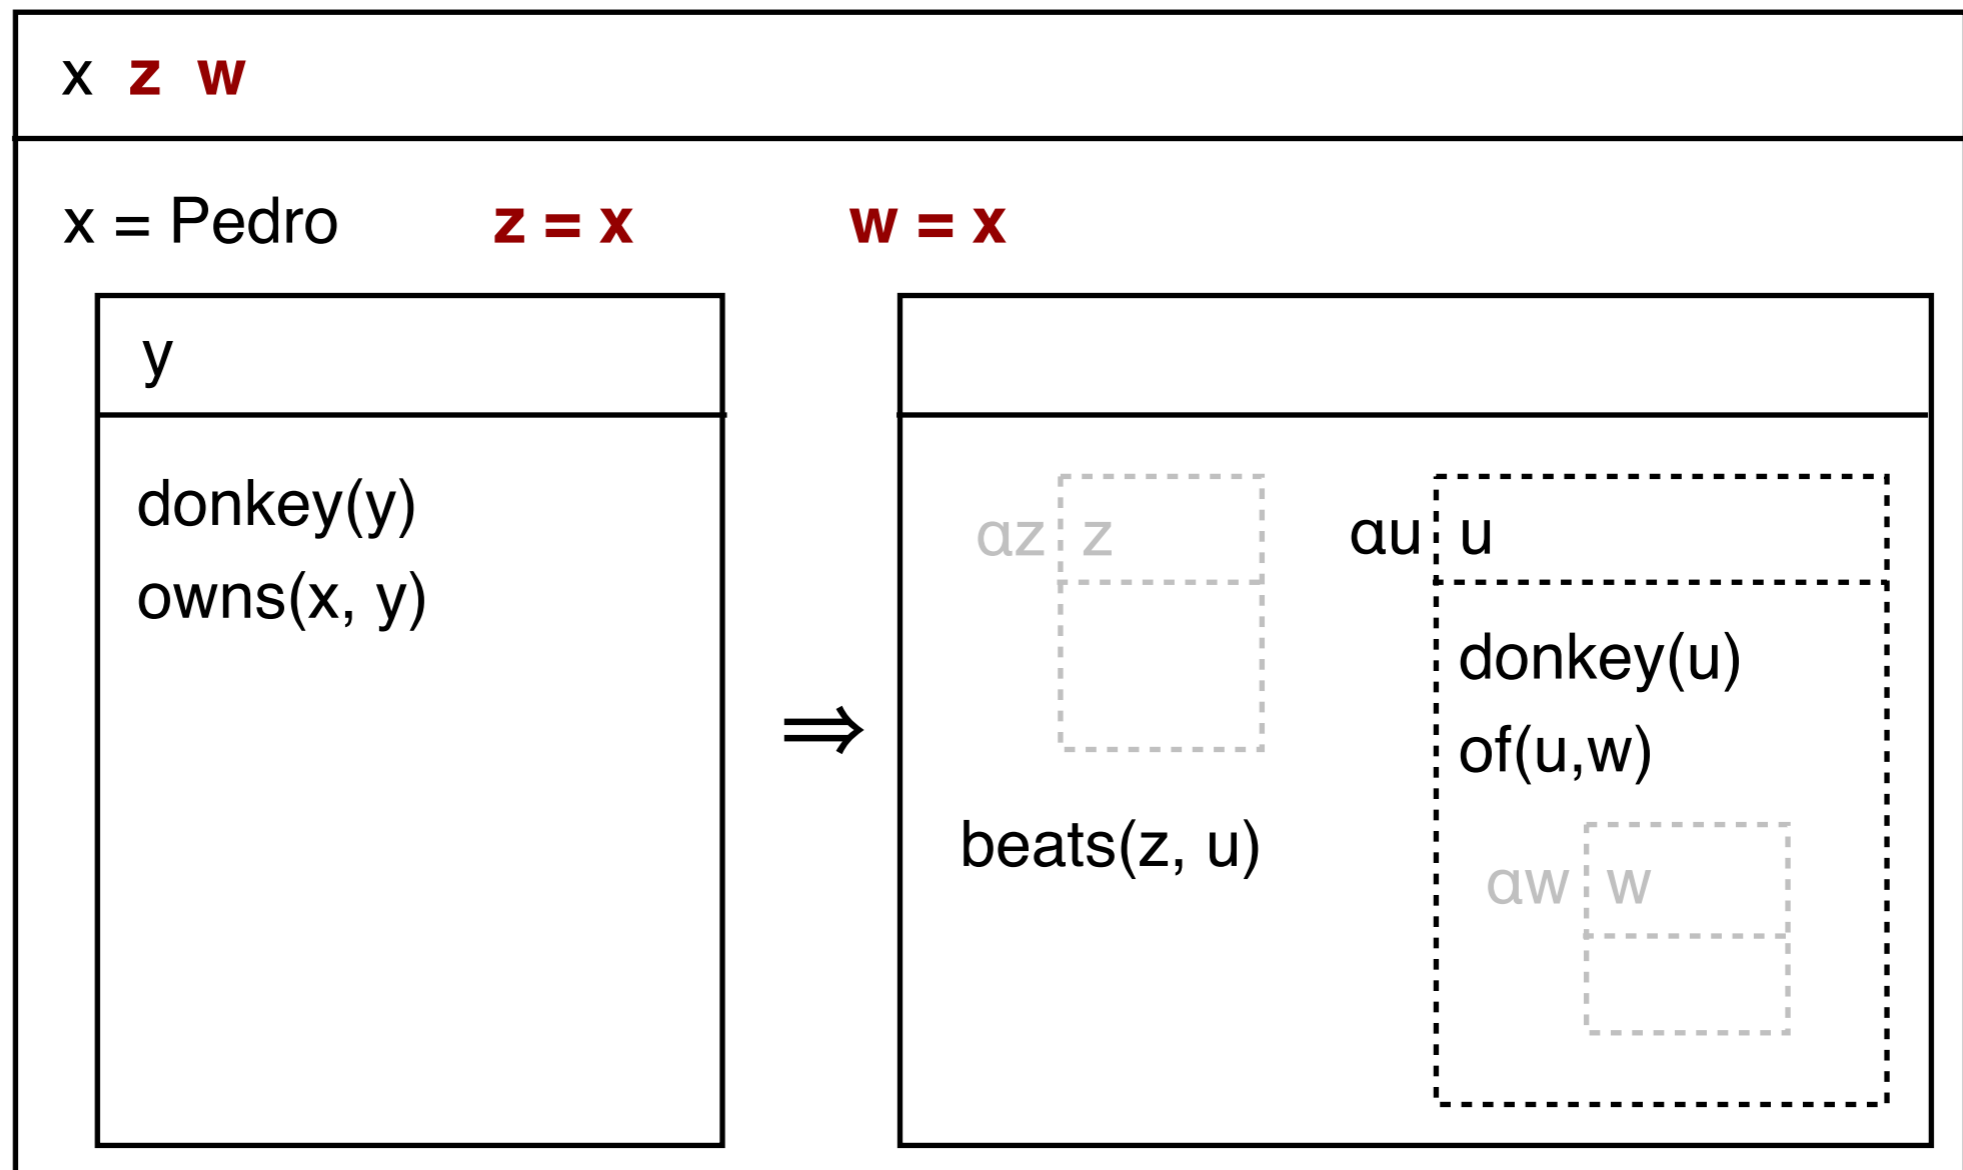 x z w
x = Pedro z = x w = x
y
donkey(y)
owns(x, y)
⇒
αz z
beats(z, u)
αu u
donkey(u)
of(u,w)
αw w